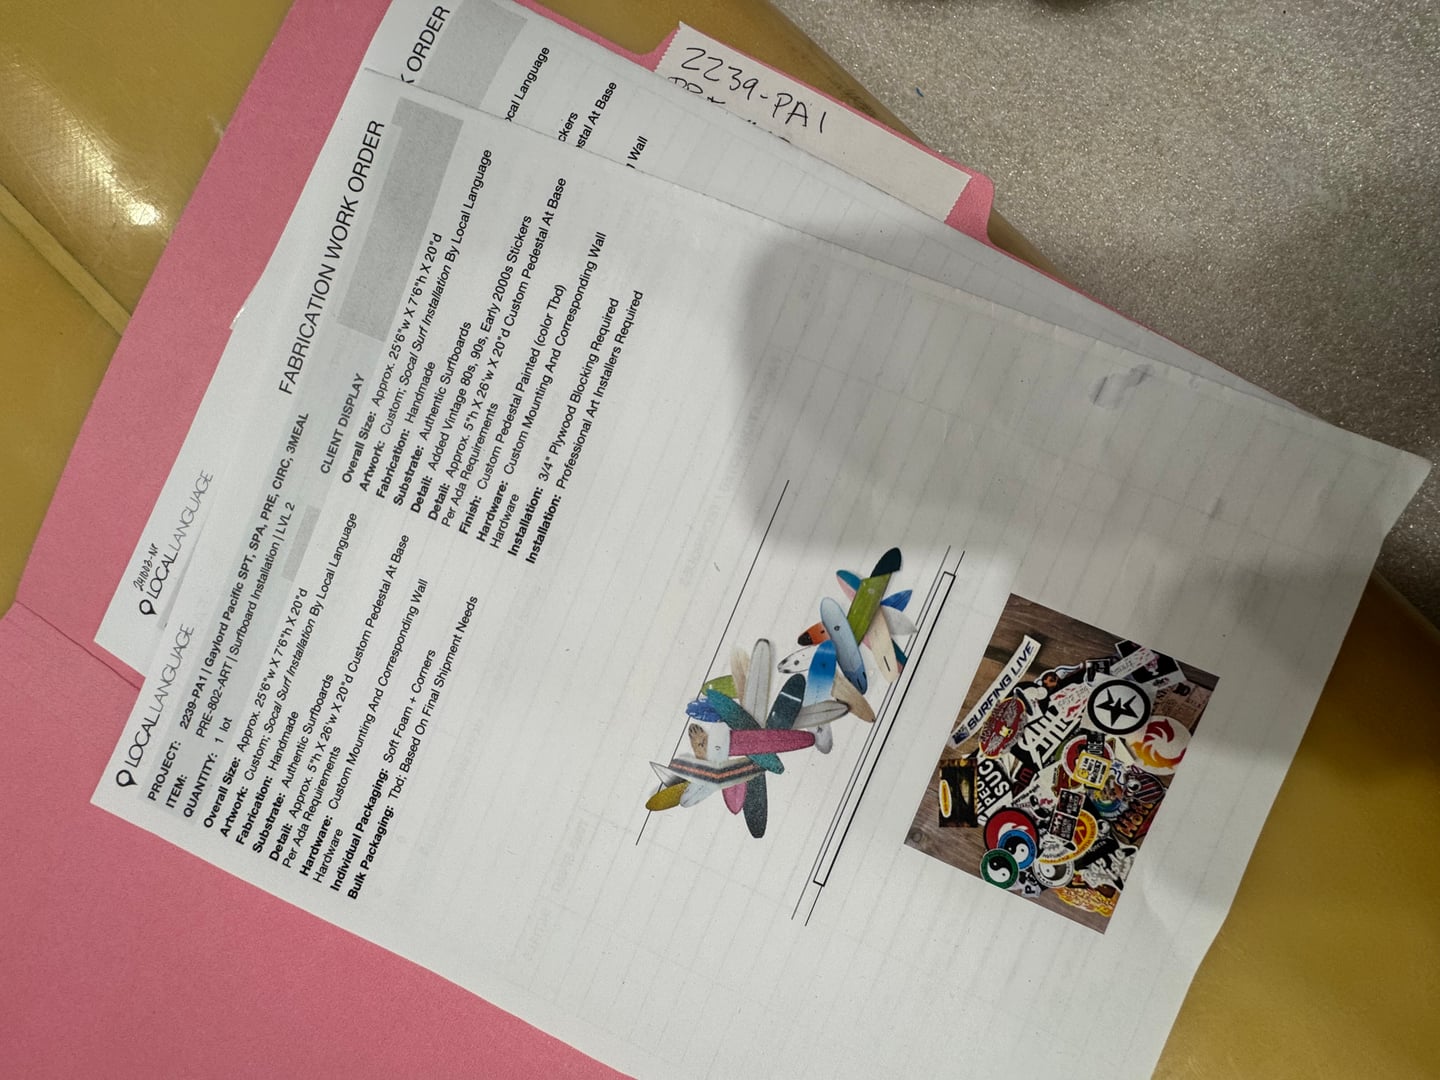 LOCALLANGUAGE
FABRICATION WORK ORDER
PROJECT: 2239-PA1 | Gaylord Pacific SPT, SPA, PRE, CIRC, 3MEAL
ITEM: PRE-802-ART | Surfboard Installation | LVL 2
QUANTITY: 1 lot
Overall Size: Approx. 25'6"w X 7'6"h X 20"d
Artwork: Custom; Socal Surf Installation By Local Language
Fabrication: Handmade
Substrate: Authentic Surfboards
Detail: Approx. 5"h X 26'w X 20"d Custom Pedestal At Base
Per Ada Requirements
Hardware: Custom Mounting And Corresponding Wall
Hardware
Individual Packaging: Soft Foam + Corners
Bulk Packaging: Tbd; Based On Final Shipment Needs
CLIENT DISPLAY
Overall Size: Approx. 25'6"w X 7'6"h X 20"d
Artwork: Custom; Socal Surf Installation By Local Language
Fabrication: Handmade
Substrate: Authentic Surfboards
Detail: Added Vintage 80s, 90s, Early 2000s Stickers
Detail: Approx. 5"h X 26'w X 20"d Custom Pedestal At Base
Per Ada Requirements
Finish: Custom Pedestal Painted (color Tbd)
Hardware: Custom Mounting And Corresponding Wall
Hardware
Installation: 3/4" Plywood Blocking Required
Installation: Professional Art Installers Required
SURFING LIVE
LOCALLANGUAGE
K ORDER
ocal Language
ckers
estal At Base
Wall
2239-PA1